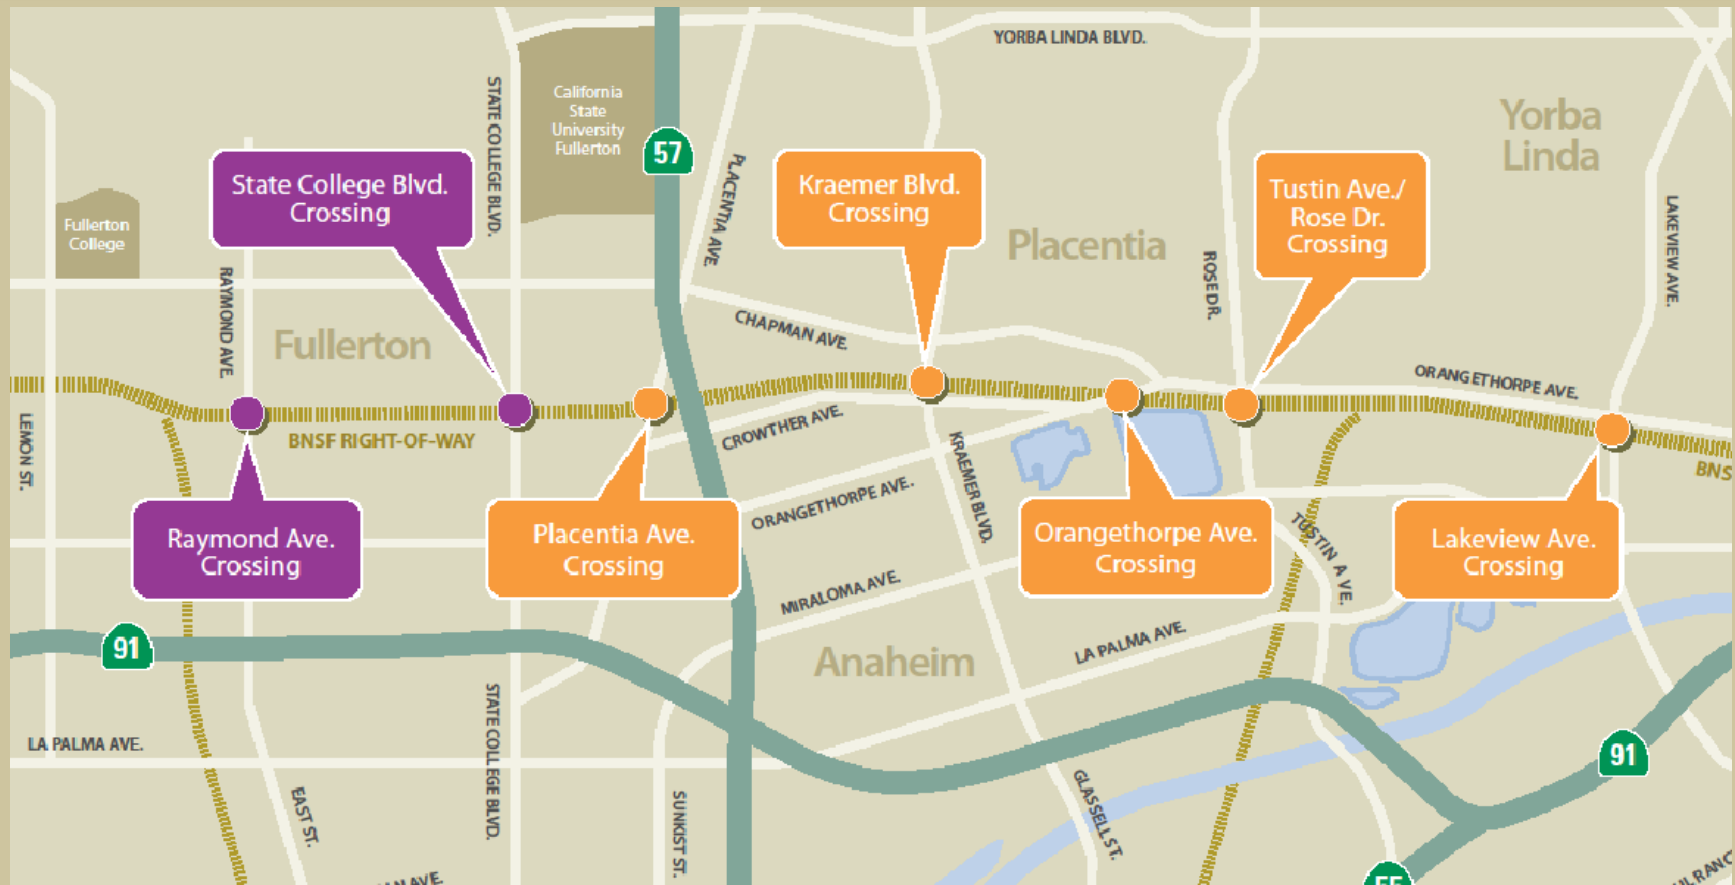 YORBA LINDA BLVD.
STATE COLLEGE BLVD.
California
State
University
Fullerton
57
Yorba
Linda
State College Blvd.
Crossing
PLACENTIA AVE.
Kraemer Blvd.
Crossing
Tustin Ave./
Rose Dr.
Crossing
Fullerton
College
Placentia
LAKEVIEW AVE.
RAYMOND AVE.
ROSE DR.
Fullerton
CHAPMAN AVE.
ORANGETHORPE AVE.
LEMON ST.
BNSF RIGHT-OF-WAY
CROWTHER AVE.
KRAEMER BLVD.
BNS
ORANGETHORPE AVE.
Raymond Ave.
Crossing
Placentia Ave.
Crossing
Orangethorpe Ave.
Crossing
TUSTIN AVE.
Lakeview Ave.
Crossing
MIRALOMA AVE.
91
Anaheim
LA PALMA AVE.
STATE COLLEGE BLVD.
LA PALMA AVE.
91
EAST ST.
SUNKIST ST.
GLASSELL ST.
55